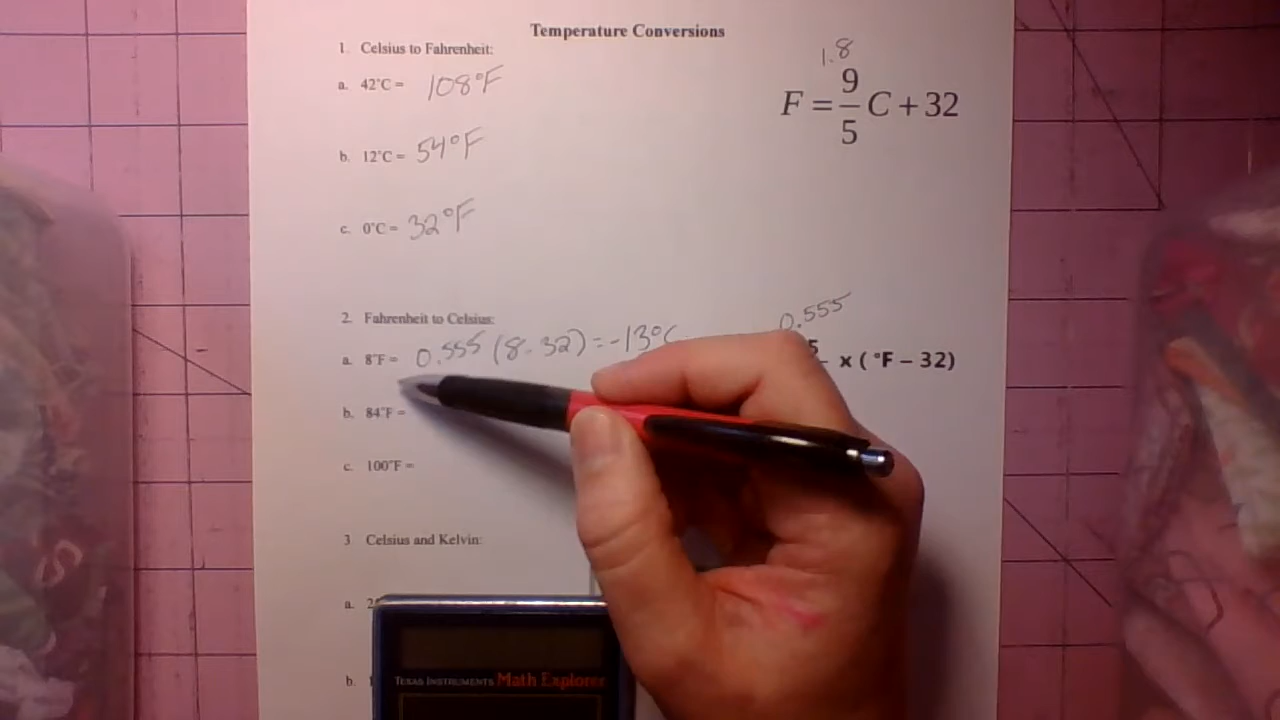 Temperature Conversions
1. Celsius to Fahrenheit:
a. 42°C = 108°F
1.8
F = 9/5 C + 32
b. 12°C = 54°F
c. 0°C = 32°F
2. Fahrenheit to Celsius:
0.555
a. 8°F = 0.555 (8-32) = -13°C
5 x ( °F – 32)
b. 84°F =
c. 100°F =
3 Celsius and Kelvin:
a.
b.
TEXAS INSTRUMENTS Math Explorer